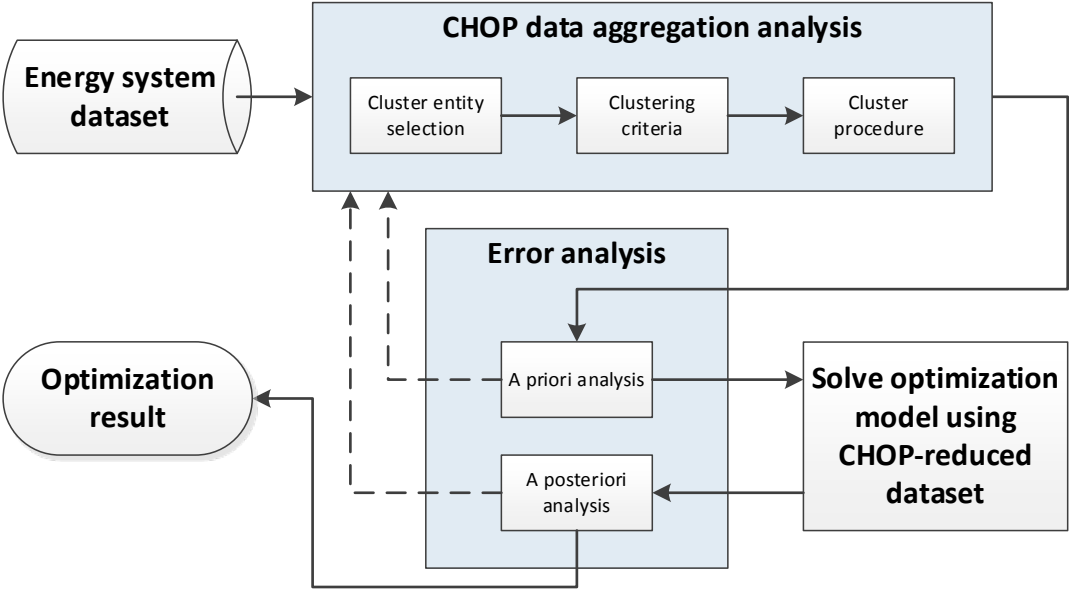 CHOP data aggregation analysis
Energy system
dataset
Cluster entity
selection
Clustering
criteria
Cluster
procedure
Error analysis
A priori analysis
Optimization
result
Solve optimization
model using
CHOP-reduced
dataset
A posteriori
analysis